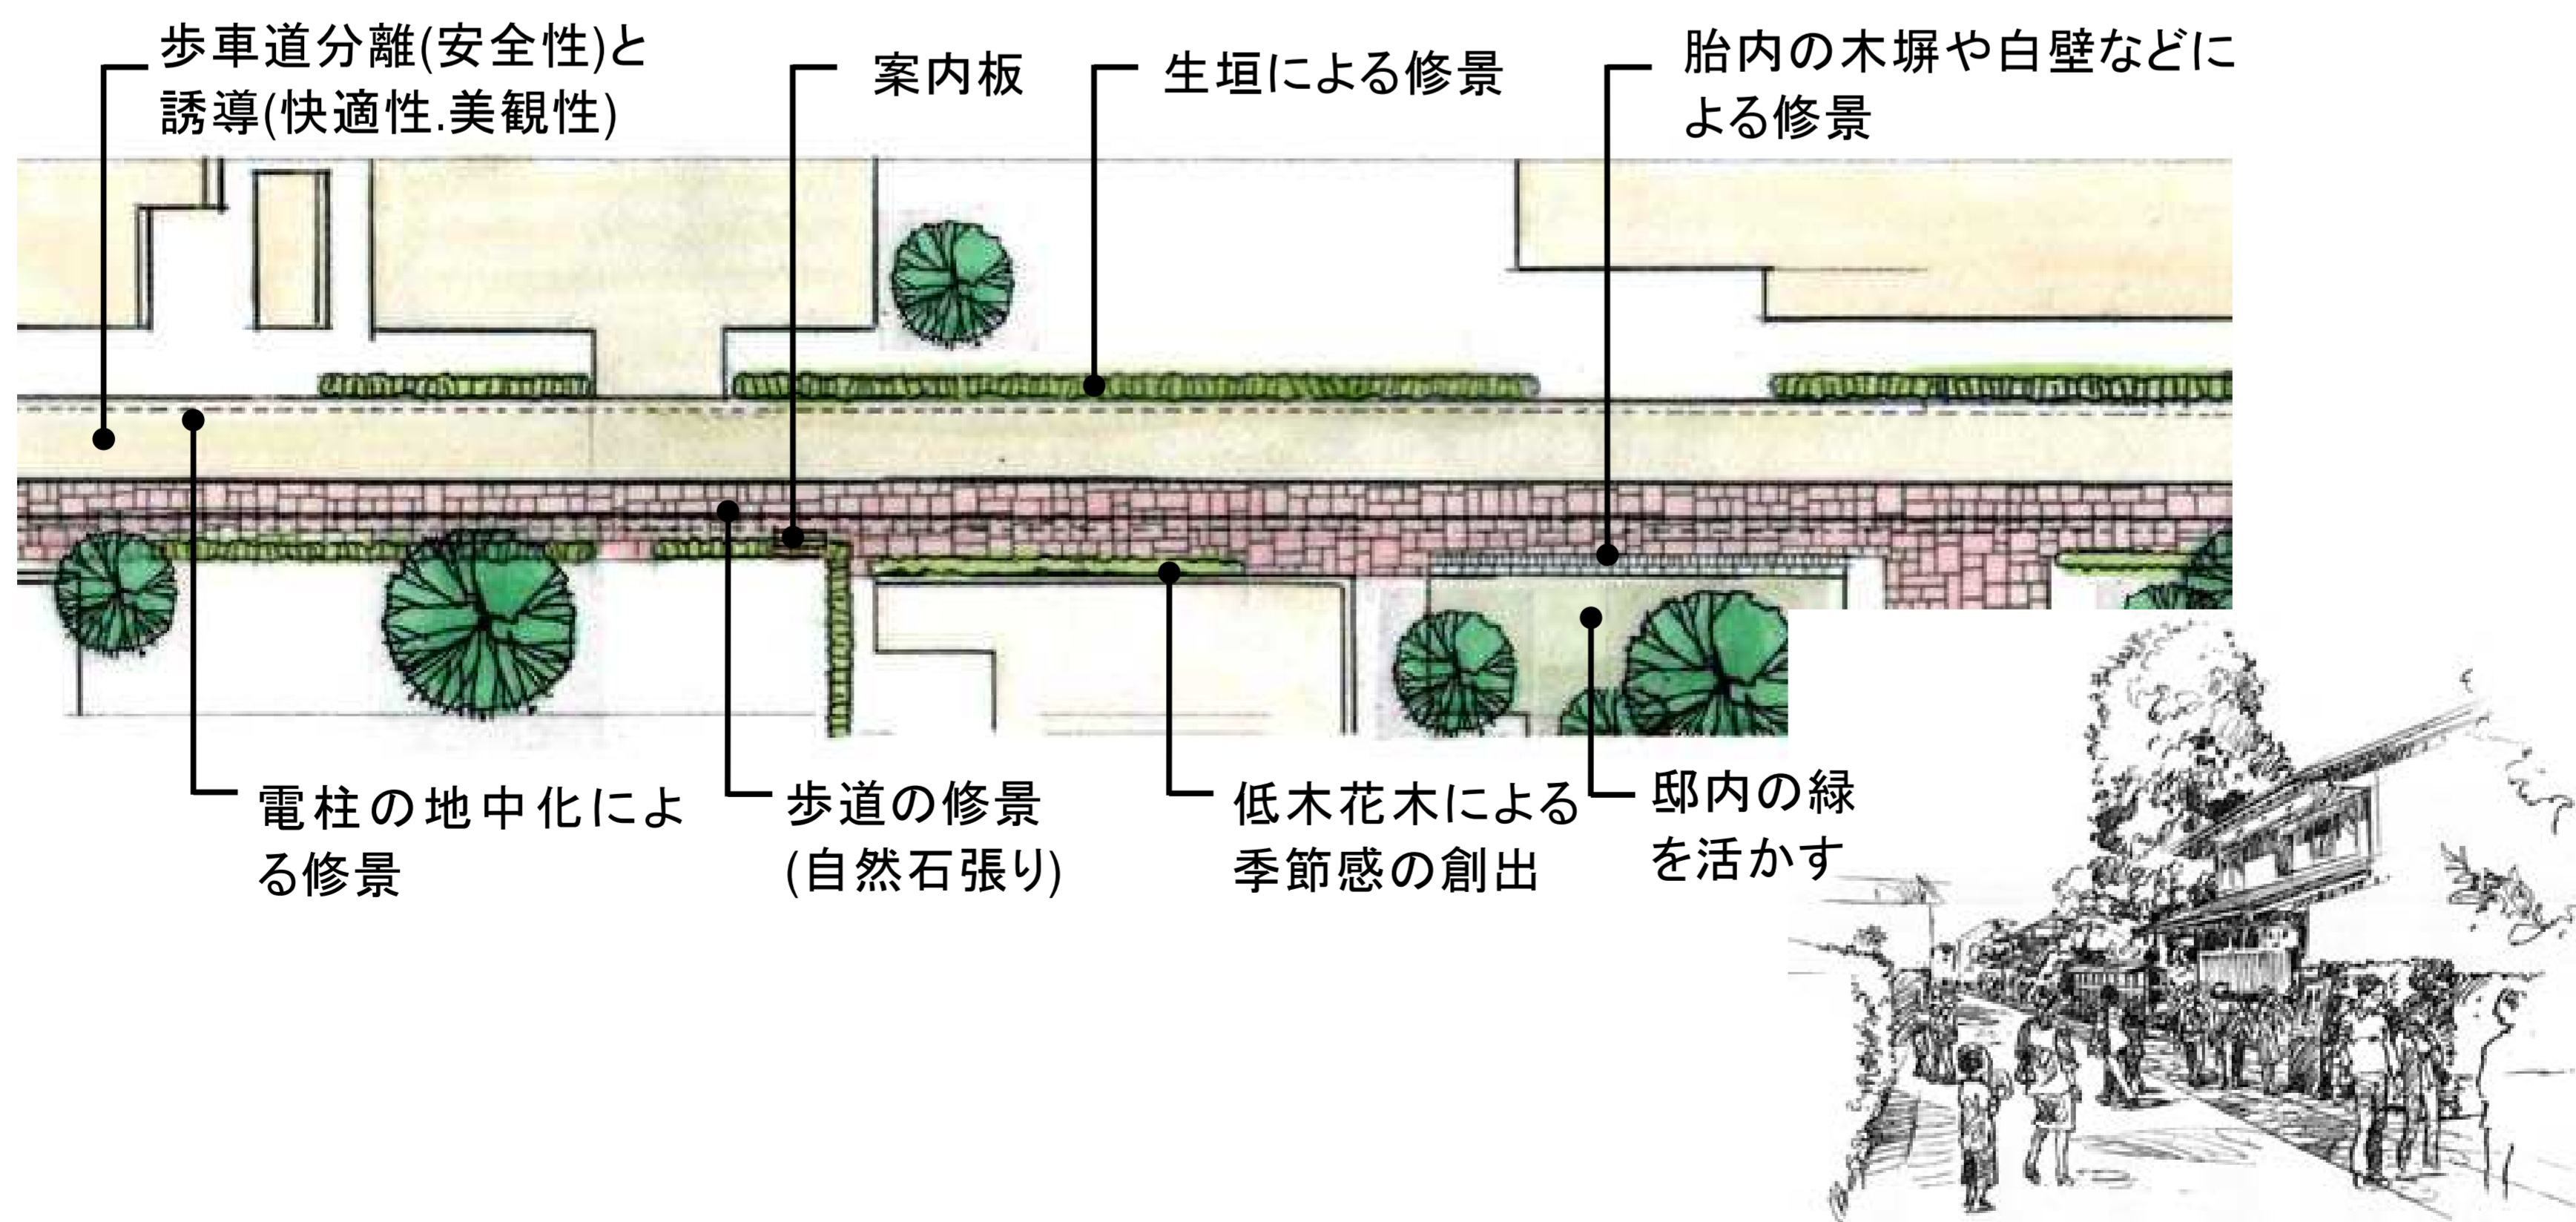 歩車道分離(安全性)と
誘導(快適性.美観性)
案内板
生垣による修景
胎内の木塀や白壁などに
よる修景
電柱の地中化によ
る修景
歩道の修景
(自然石張り)
低木花木による
季節感の創出
邸内の緑
を活かす